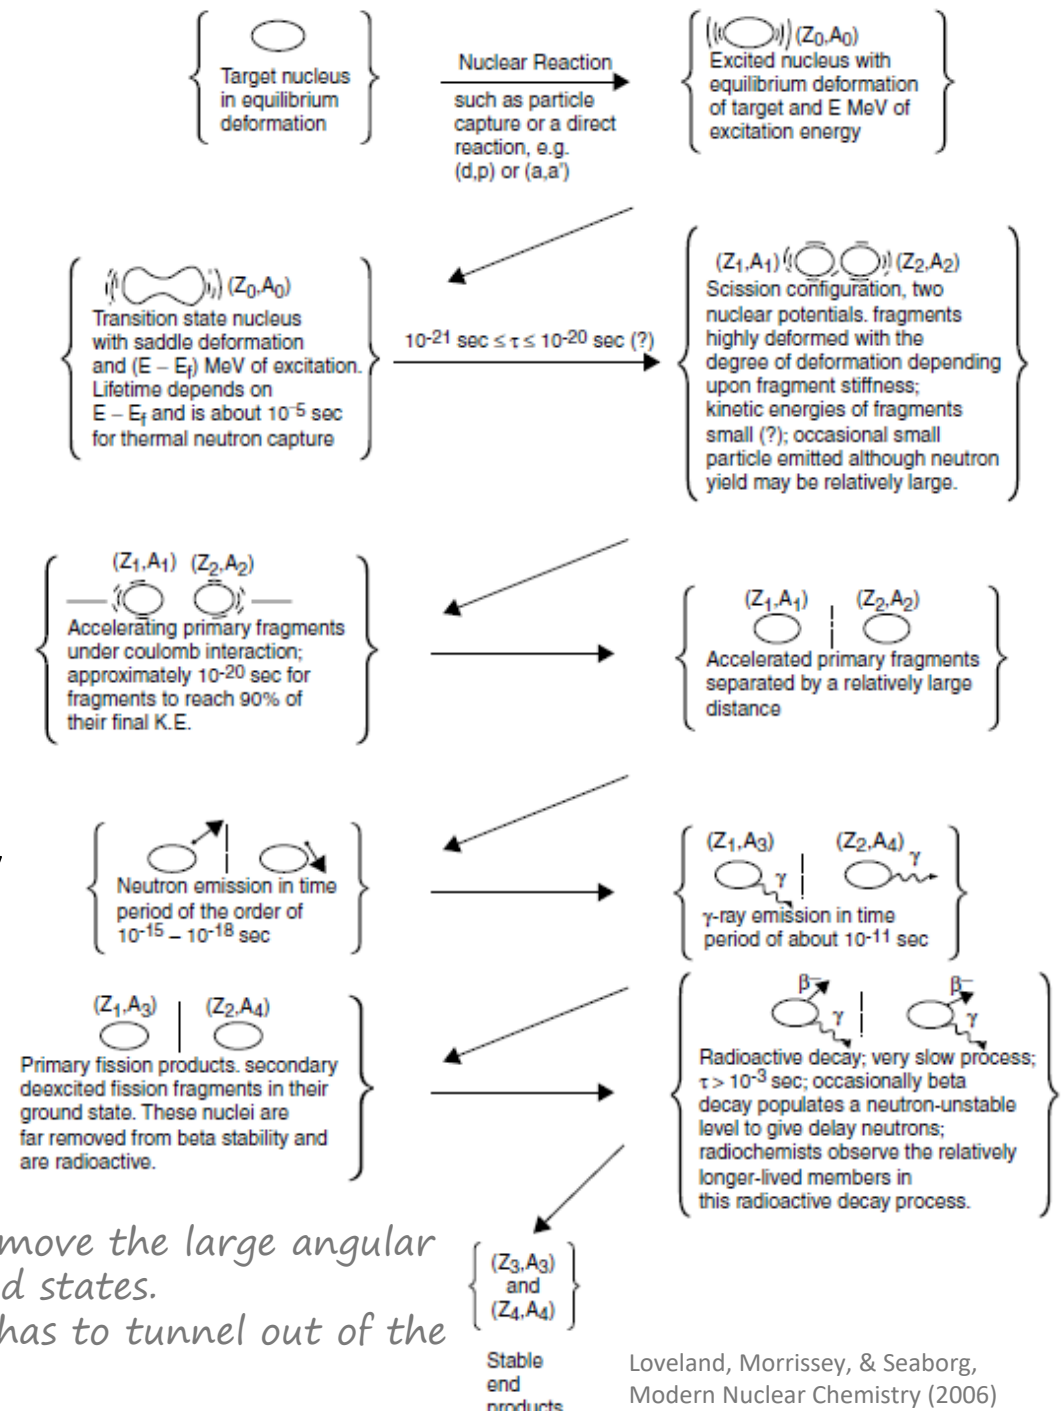 Target nucleus
in equilibrium
deformation
Nuclear Reaction
such as particle
capture or a direct
reaction, e.g.
(d,p) or (a,a')
(Z0,A0)
Excited nucleus with
equilibrium deformation
of target and E MeV of
excitation energy
(Z0,A0)
Transition state nucleus
with saddle deformation
and (E – Ef) MeV of excitation.
Lifetime depends on
E – Ef and is about 10-5 sec
for thermal neutron capture
10-21 sec ≤ τ ≤ 10-20 sec (?)
(Z1,A1) (Z2,A2)
Scission configuration, two
nuclear potentials. fragments
highly deformed with the
degree of deformation depending
upon fragment stiffness;
kinetic energies of fragments
small (?); occasional small
particle emitted although neutron
yield may be relatively large.
(Z1,A1) (Z2,A2)
Accelerating primary fragments
under coulomb interaction;
approximately 10-20 sec for
fragments to reach 90% of
their final K.E.
(Z1,A1) (Z2,A2)
Accelerated primary fragments
separated by a relatively large
distance
Neutron emission in time
period of the order of
10-15 – 10-18 sec
(Z1,A3) (Z2,A4)
γ γ
γ-ray emission in time
period of about 10-11 sec
(Z1,A3) (Z2,A4)
Primary fission products. secondary
deexcited fission fragments in their
ground state. These nuclei are
far removed from beta stability and
are radioactive.
β– β–
γ γ
Radioactive decay; very slow process;
τ > 10-3 sec; occasionally beta
decay populates a neutron-unstable
level to give delay neutrons;
radiochemists observe the relatively
longer-lived members in
this radioactive decay process.
move the large angular
d states.
has to tunnel out of the
(Z3,A3)
and
(Z4,A4)
Stable
end
products
Loveland, Morrissey, & Seaborg,
Modern Nuclear Chemistry (2006)